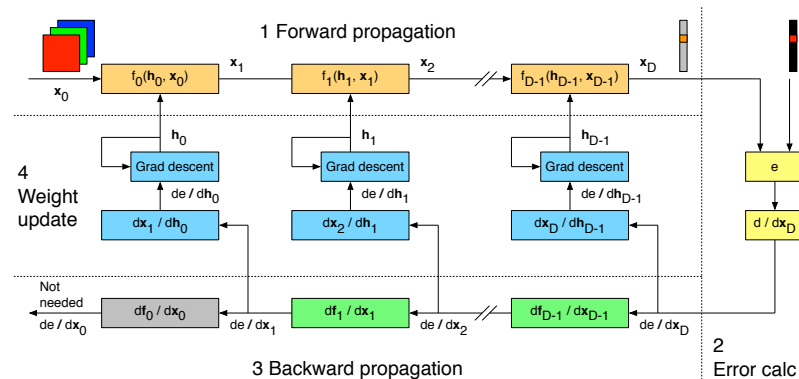 1 Forward propagation
x0
f0(h0, x0)
x1
f1(h1, x1)
x2
fD-1(hD-1, xD-1)
xD
h0
h1
hD-1
4
Weight
update
Grad descent
Grad descent
Grad descent
e
de / dh0
de / dh1
de / dhD-1
dx1 / dh0
dx2 / dh1
dxD / dhD-1
d / dxD
Not
needed
de / dx0
df0 / dx0
de / dx1
df1 / dx1
de / dx2
dfD-1 / dxD-1
de / dxD
3 Backward propagation
2
Error calc